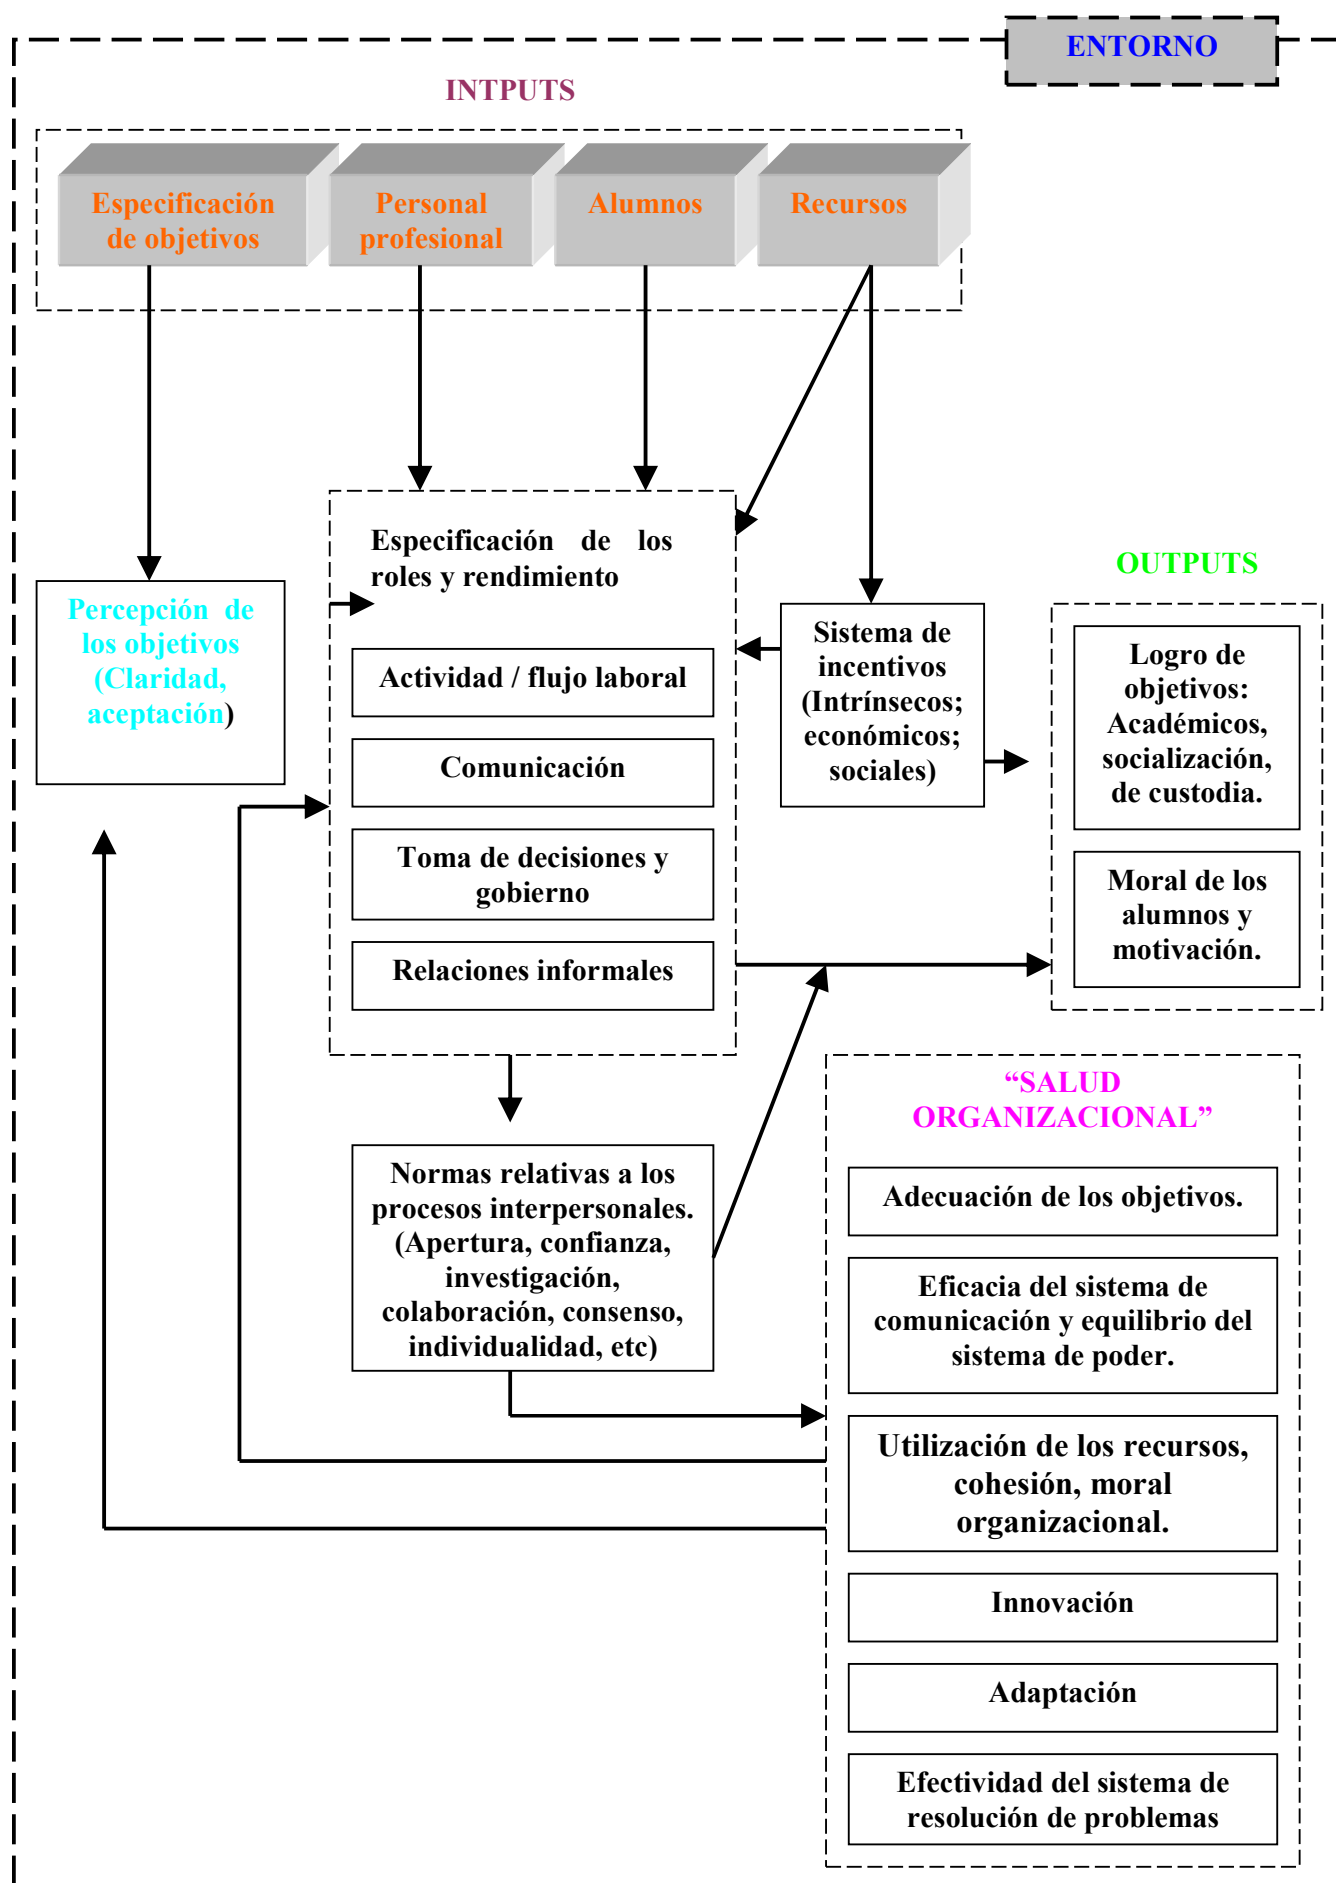 ENTORNO
INTPUTS
Especificación
de objetivos
Personal
profesional
Alumnos
Recursos
Especificación de los
roles y rendimiento
Actividad / flujo laboral
Comunicación
Toma de decisiones y
gobierno
Relaciones informales
Percepción de
los objetivos
(Claridad,
aceptación)
Sistema de
incentivos
(Intrínsecos;
económicos;
sociales)
OUTPUTS
Logro de
objetivos:
Académicos,
socialización,
de custodia.
Moral de los
alumnos y
motivación.
Normas relativas a los
procesos interpersonales.
(Apertura, confianza,
investigación,
colaboración, consenso,
individualidad, etc)
“SALUD
ORGANIZACIONAL”
Adecuación de los objetivos.
Eficacia del sistema de
comunicación y equilibrio del
sistema de poder.
Utilización de los recursos,
cohesión, moral
organizacional.
Innovación
Adaptación
Efectividad del sistema de
resolución de problemas